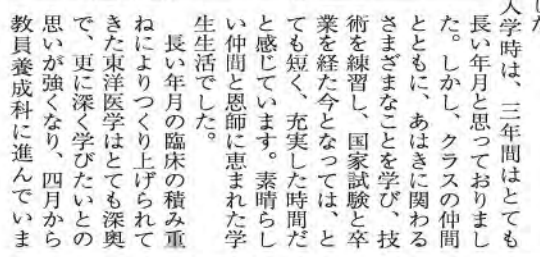 した
入学時は、三年間はとても
長い年月と思っておりまし
た。しかし、クラスの仲間
とともに、あはきに関わる
さまざまなことを学び、技
術を練習し、国家試験と卒
業を経た今となっては、と
ても短く、充実した時間だ
と感じています。素晴らし
い仲間と恩師に恵まれた学
生生活でした。
長い年月の臨床の積み重
ねによりつくり上げられて
きた東洋医学はとても深奥
で、更に深く学びたいとの
思いが強くなり、四月から
教員養成科に進んでいま